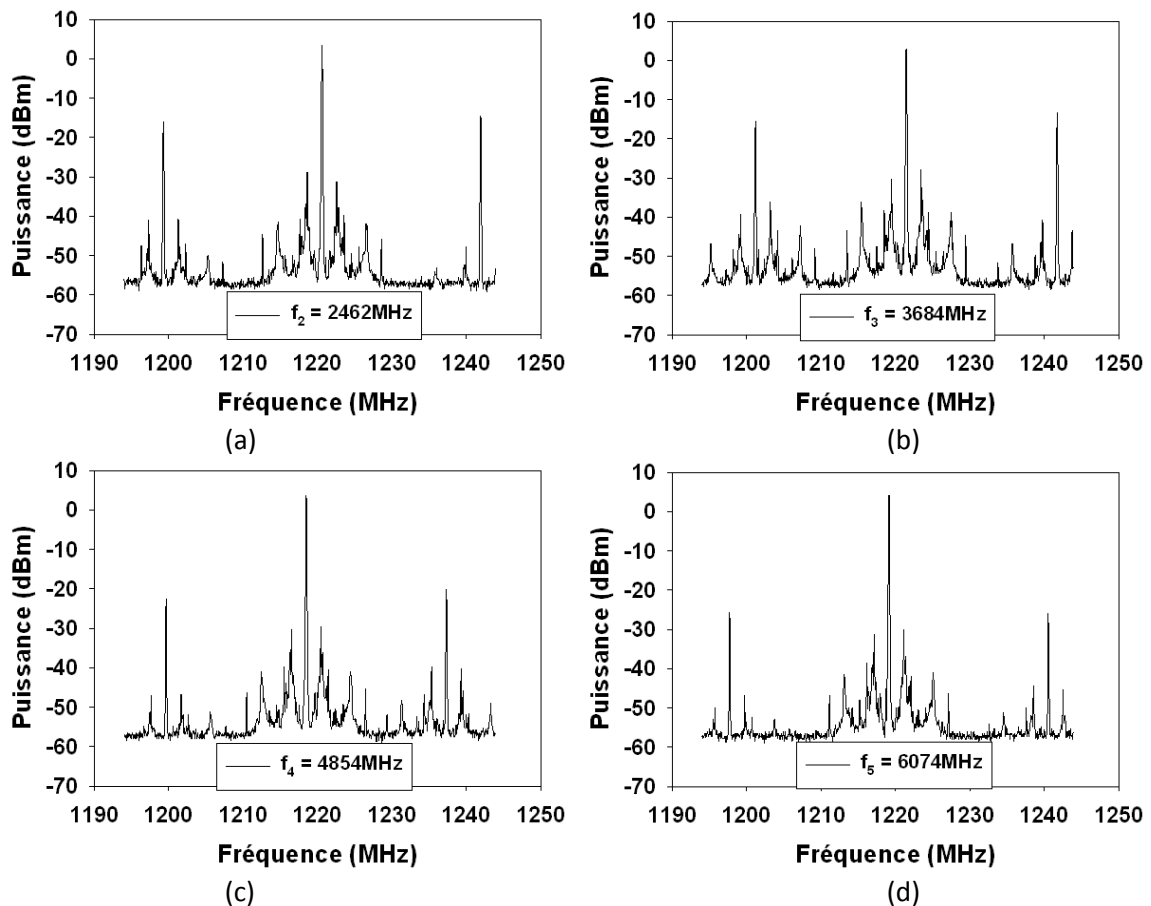 10
0
-10
-20
-30
-40
-50
-60
-70
Puissance (dBm)
f2 = 2462MHz
1190 1200 1210 1220 1230 1240 1250
Fréquence (MHz)
(a)
10
0
-10
-20
-30
-40
-50
-60
-70
Puissance (dBm)
f3 = 3684MHz
1190 1200 1210 1220 1230 1240 1250
Fréquence (MHz)
(b)
10
0
-10
-20
-30
-40
-50
-60
-70
Puissance (dBm)
f4 = 4854MHz
1190 1200 1210 1220 1230 1240 1250
Fréquence (MHz)
(c)
10
0
-10
-20
-30
-40
-50
-60
-70
Puissance (dBm)
f5 = 6074MHz
1190 1200 1210 1220 1230 1240 1250
Fréquence (MHz)
(d)